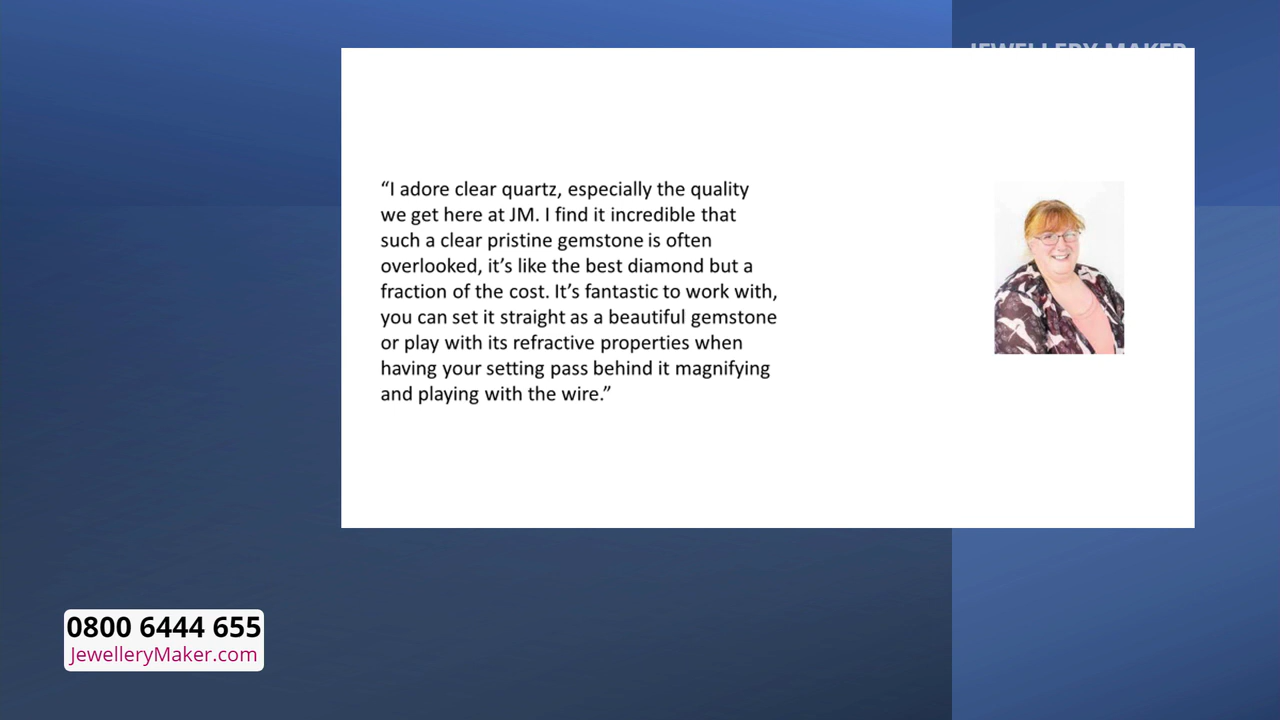 JEWELLERY MAKER
“I adore clear quartz, especially the quality
we get here at JM. I find it incredible that
such a clear pristine gemstone is often
overlooked, it’s like the best diamond but a
fraction of the cost. It’s fantastic to work with,
you can set it straight as a beautiful gemstone
or play with its refractive properties when
having your setting pass behind it magnifying
and playing with the wire.”
0800 6444 655
JewelleryMaker.com